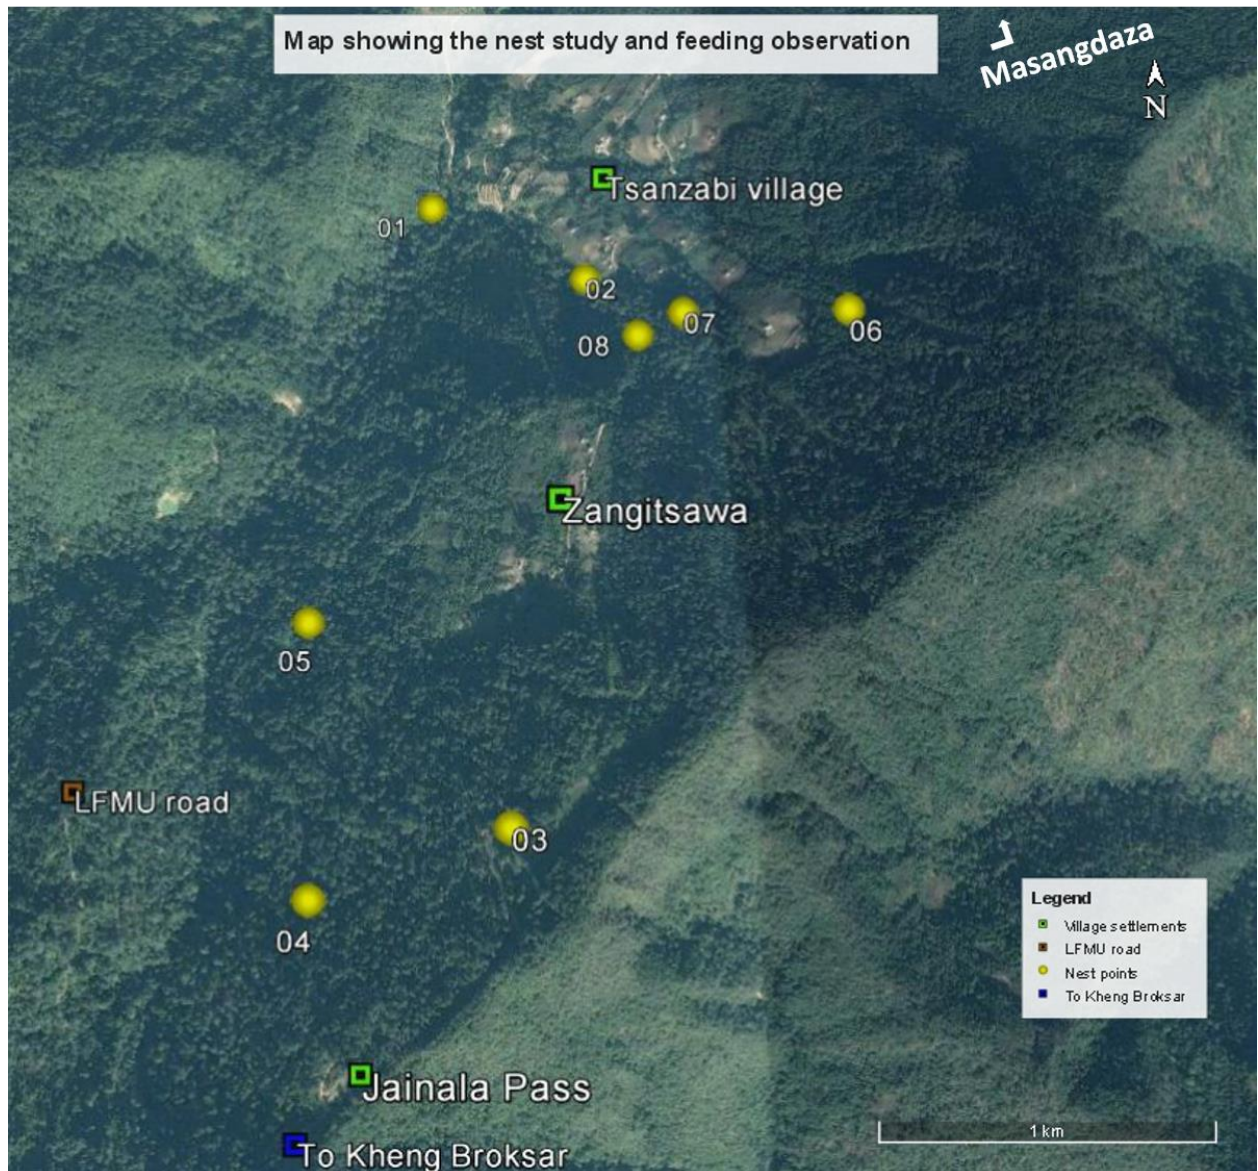 Map showing the nest study and feeding observation
Masangdaza
N
Tsanzabi village
01
02
07
06
08
Zangitsawa
05
LFMU road
03
04
Legend
Village settlements
LFMU road
Nest points
To Kheng Broksar
Jainala Pass
1 km
To Kheng Broksar